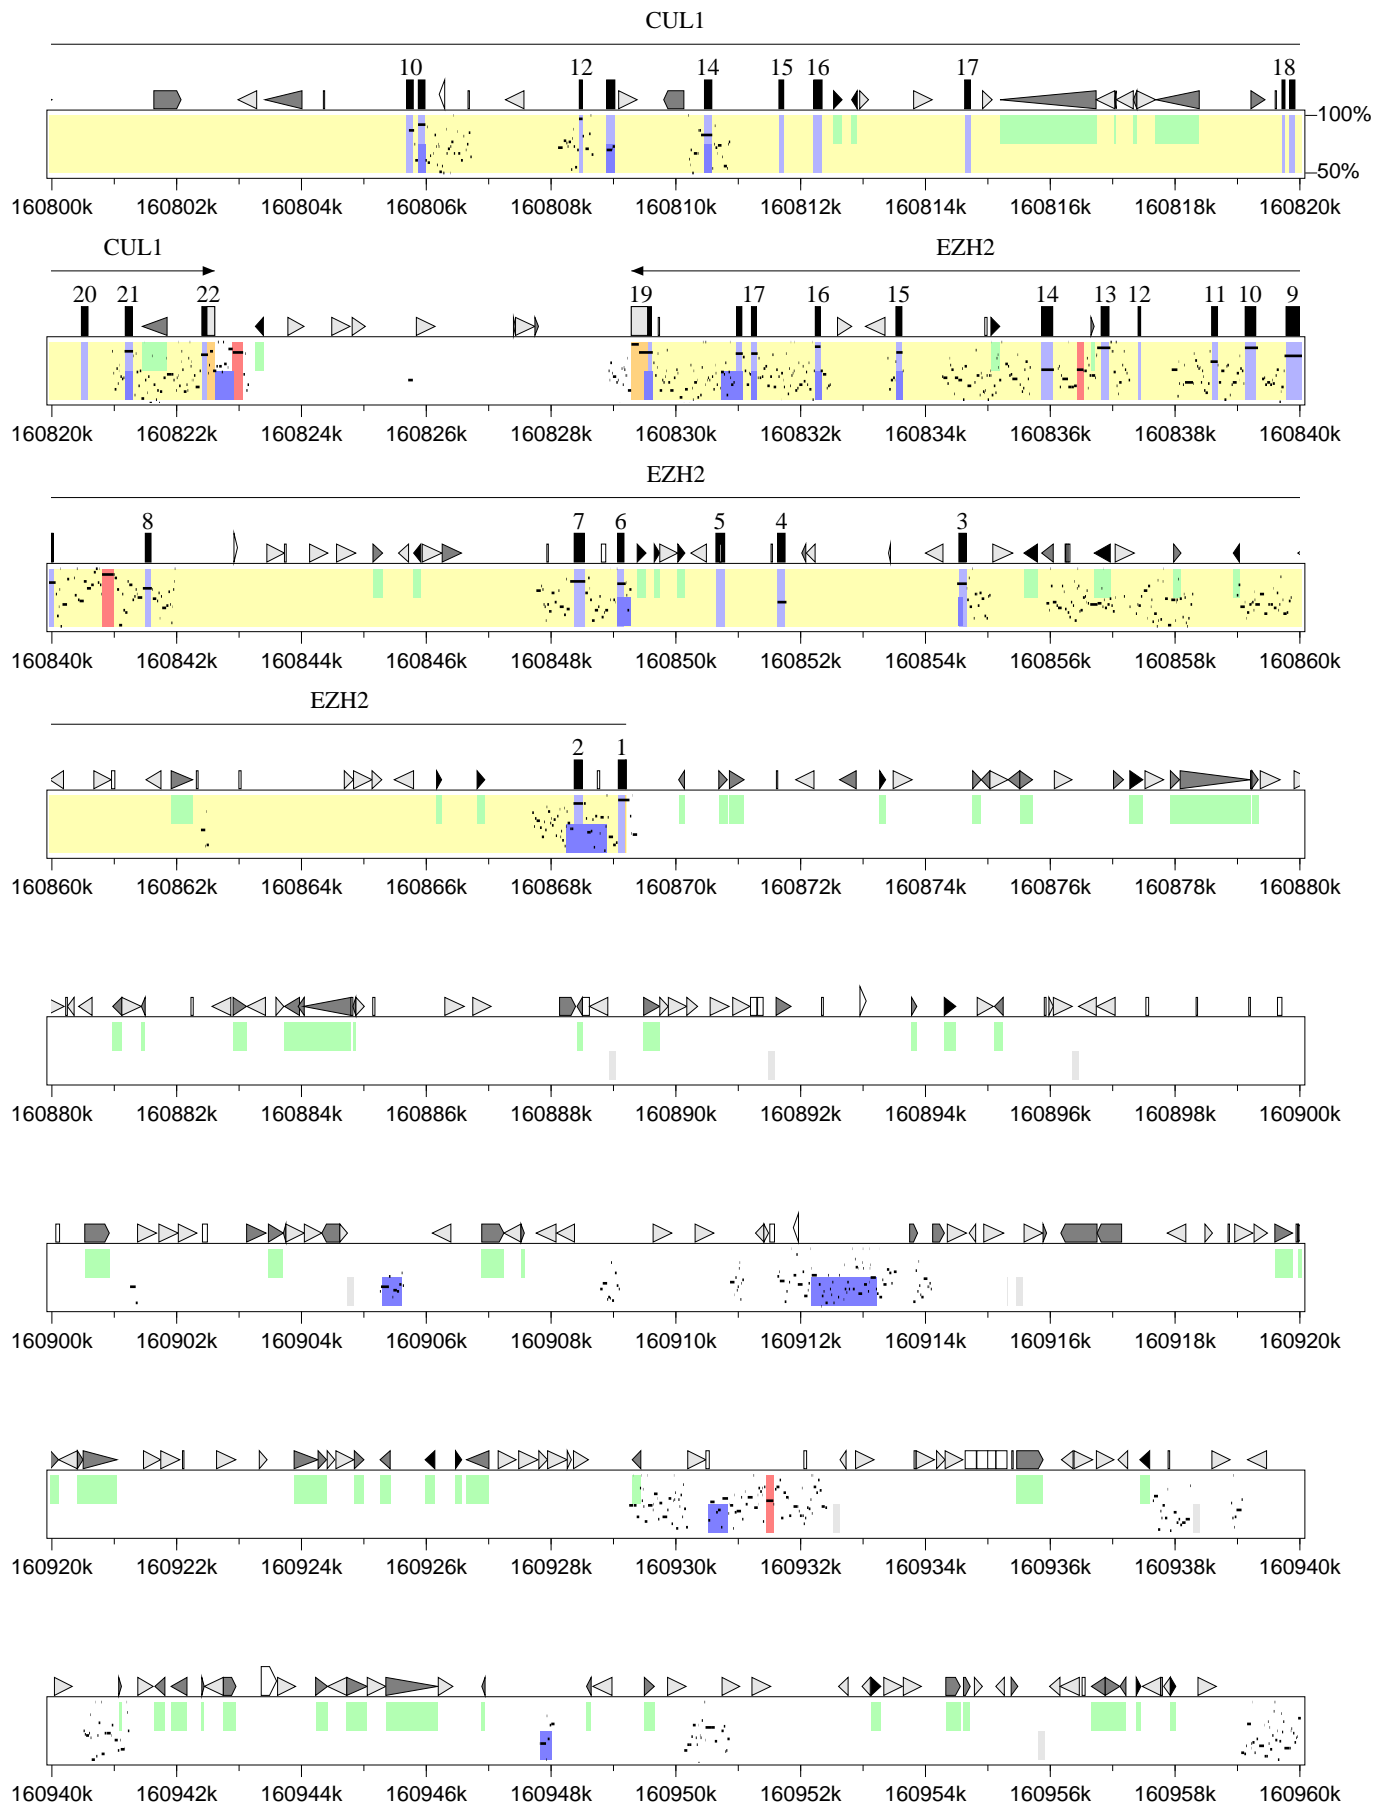 CUL1
10 12 14 15 16 17 18
100%
50%
160800k 160802k 160804k 160806k 160808k 160810k 160812k 160814k 160816k 160818k 160820k
CUL1 EZH2
20 21 22 19 17 16 15 14 13 12 11 10 9
160820k 160822k 160824k 160826k 160828k 160830k 160832k 160834k 160836k 160838k 160840k
EZH2
8 7 6 5 4 3
160840k 160842k 160844k 160846k 160848k 160850k 160852k 160854k 160856k 160858k 160860k
EZH2
2 1
160860k 160862k 160864k 160866k 160868k 160870k 160872k 160874k 160876k 160878k 160880k
160880k 160882k 160884k 160886k 160888k 160890k 160892k 160894k 160896k 160898k 160900k
160900k 160902k 160904k 160906k 160908k 160910k 160912k 160914k 160916k 160918k 160920k
160920k 160922k 160924k 160926k 160928k 160930k 160932k 160934k 160936k 160938k 160940k
160940k 160942k 160944k 160946k 160948k 160950k 160952k 160954k 160956k 160958k 160960k